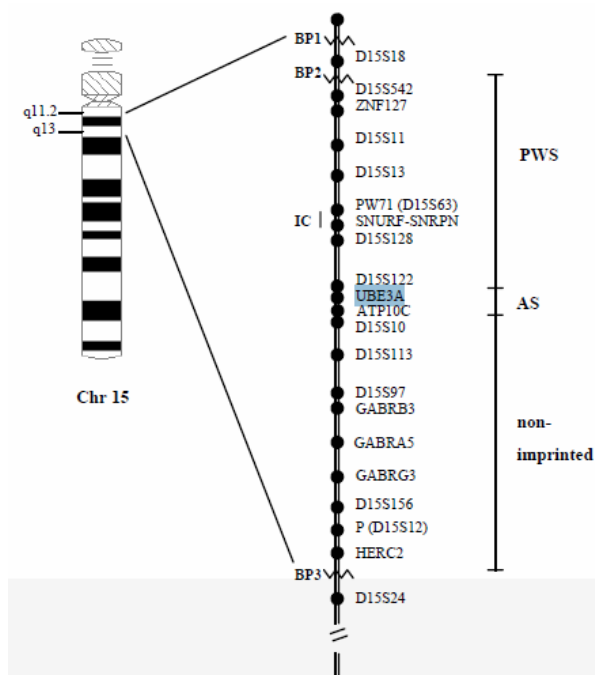 BP1
D15S18
BP2
D15S542
ZNF127
q11.2
q13
D15S11
PWS
D15S13
PW71 (D15S63)
IC
SNURF-SNRPN
D15S128
D15S122
UBE3A
AS
ATP10C
D15S10
D15S113
Chr 15
D15S97
GABRB3
non-
imprinted
GABRA5
GABRG3
D15S156
P (D15S12)
HERC2
BP3
D15S24